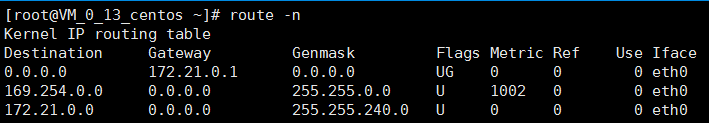 [root@VM_0_13_centos ~]# route -n
Kernel IP routing table
Destination Gateway Genmask Flags Metric Ref Use Iface
0.0.0.0 172.21.0.1 0.0.0.0 UG 0 0 0 eth0
169.254.0.0 0.0.0.0 255.255.0.0 U 1002 0 0 eth0
172.21.0.0 0.0.0.0 255.255.240.0 U 0 0 0 eth0